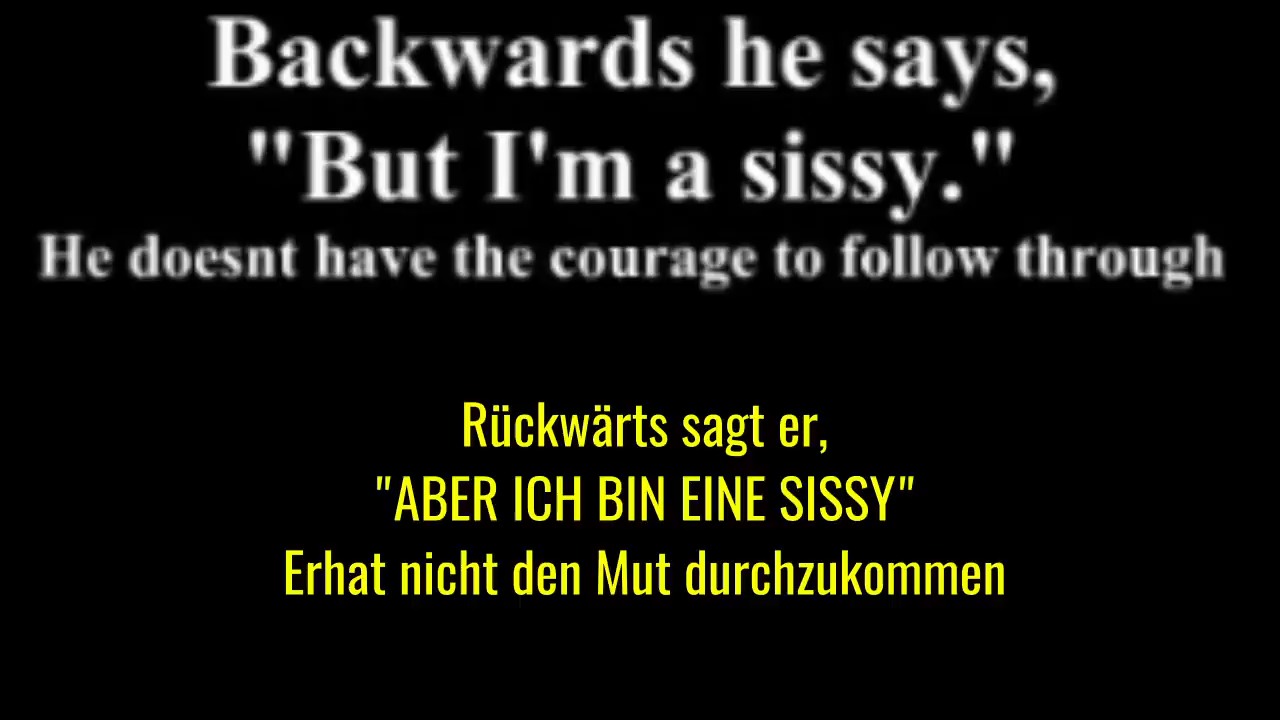 Backwards he says,
"But I'm a sissy."
He doesnt have the courage to follow through
Rückwärts sagt er,
"ABER ICH BIN EINE SISSY"
Erhat nicht den Mut durchzukommen